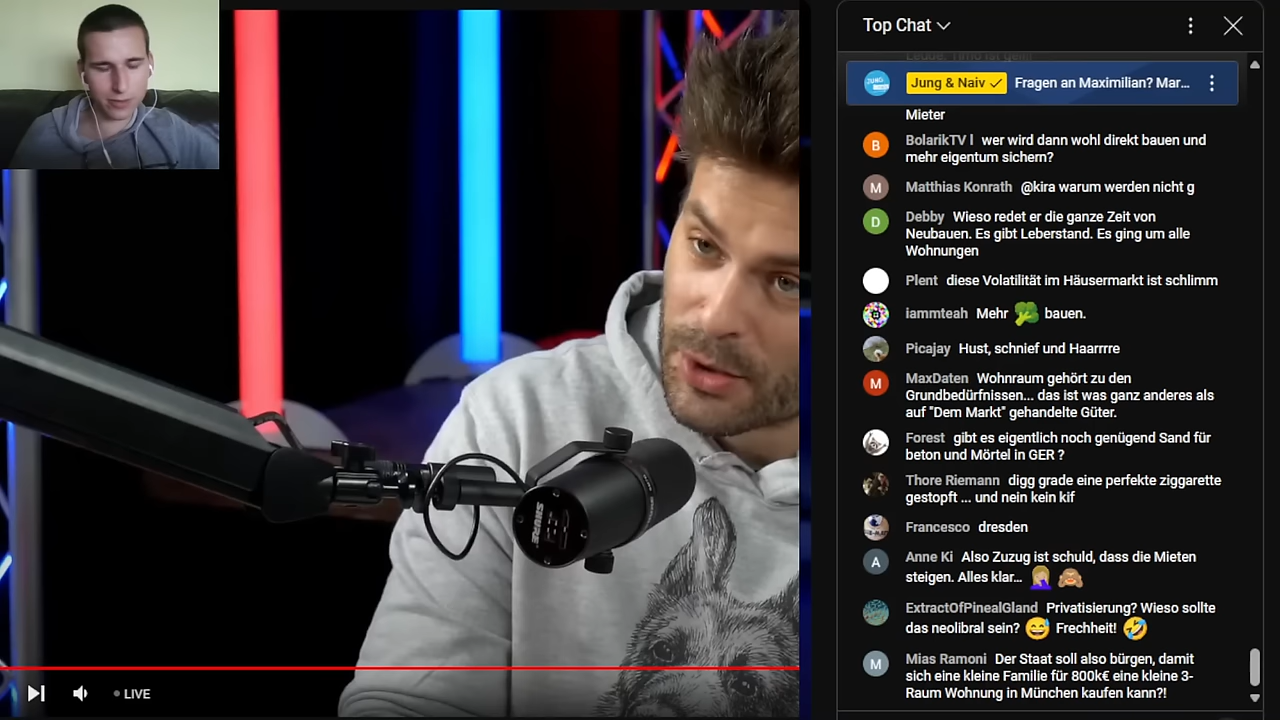 Top Chat
Jung & Naiv Fragen an Maximilian? Mar...
Mieter
BolarikTV l wer wird dann wohl direkt bauen und
mehr eigentum sichern?
Matthias Konrath @kira warum werden nicht g
Debby Wieso redet er die ganze Zeit von
Neubauen. Es gibt Leberstand. Es ging um alle
Wohnungen
Plent diese Volatilität im Häusermarkt ist schlimm
iammteah Mehr 🥦 bauen.
Picajay Hust, schnief und Haarrrre
MaxDaten Wohnraum gehört zu den
Grundbedürfnissen... das ist was ganz anderes als
auf "Dem Markt" gehandelte Güter.
Forest gibt es eigentlich noch genügend Sand für
beton und Mörtel in GER ?
Thore Riemann digg grade eine perfekte ziggarette
gestopft ... und nein kein kif
Francesco dresden
Anne Ki Also Zuzug ist schuld, dass die Mieten
steigen. Alles klar... 🤦🏼‍♀️ 🙈
ExtractOfPinealGland Privatisierung? Wieso sollte
das neolibral sein? 😅 Frechheit! 🤣
Mias Ramoni Der Staat soll also bürgen, damit
sich eine kleine Familie für 800k€ eine kleine 3-
Raum Wohnung in München kaufen kann?!
SHURE
LIVE